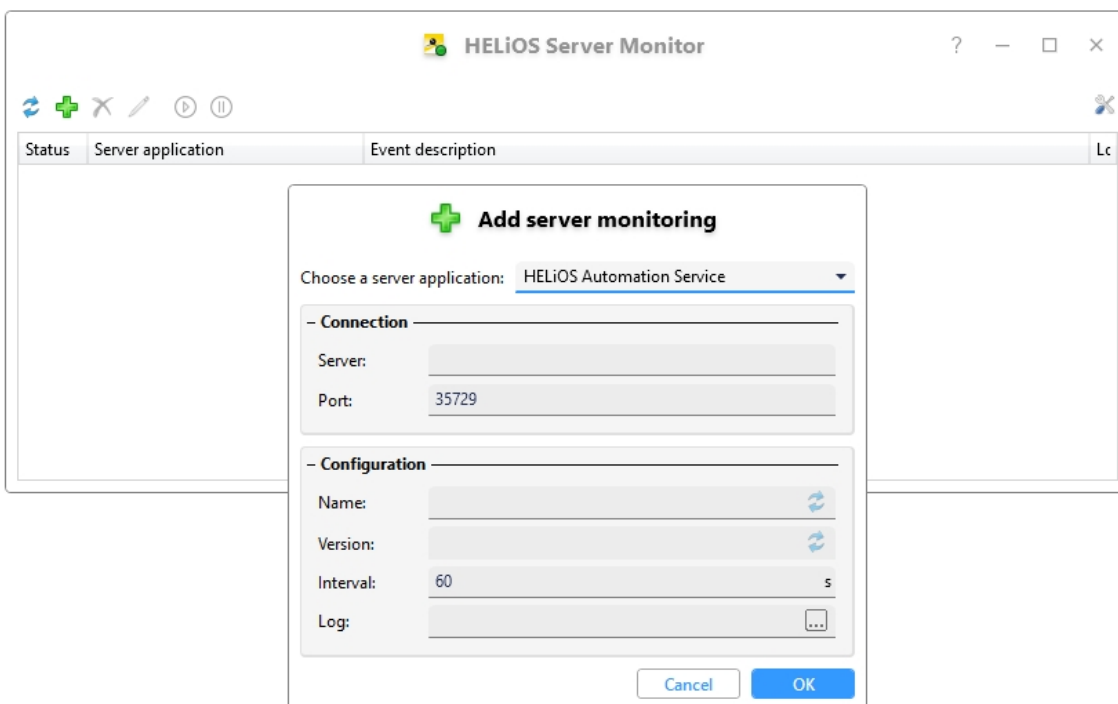 HELiOS Server Monitor
?
Status Server application Event description Lc
Add server monitoring
Choose a server application: HELiOS Automation Service
Connection
Server:
Port: 35729
Configuration
Name:
Version:
Interval: 60 s
Log: ...
Cancel OK